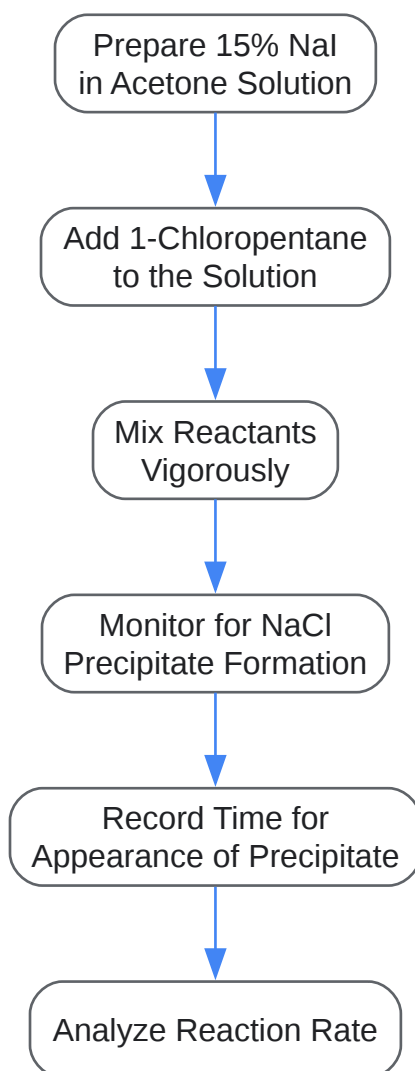 Prepare 15% NaI
in Acetone Solution
Add 1-Chloropentane
to the Solution
Mix Reactants
Vigorously
Monitor for NaCl
Precipitate Formation
Record Time for
Appearance of Precipitate
Analyze Reaction Rate